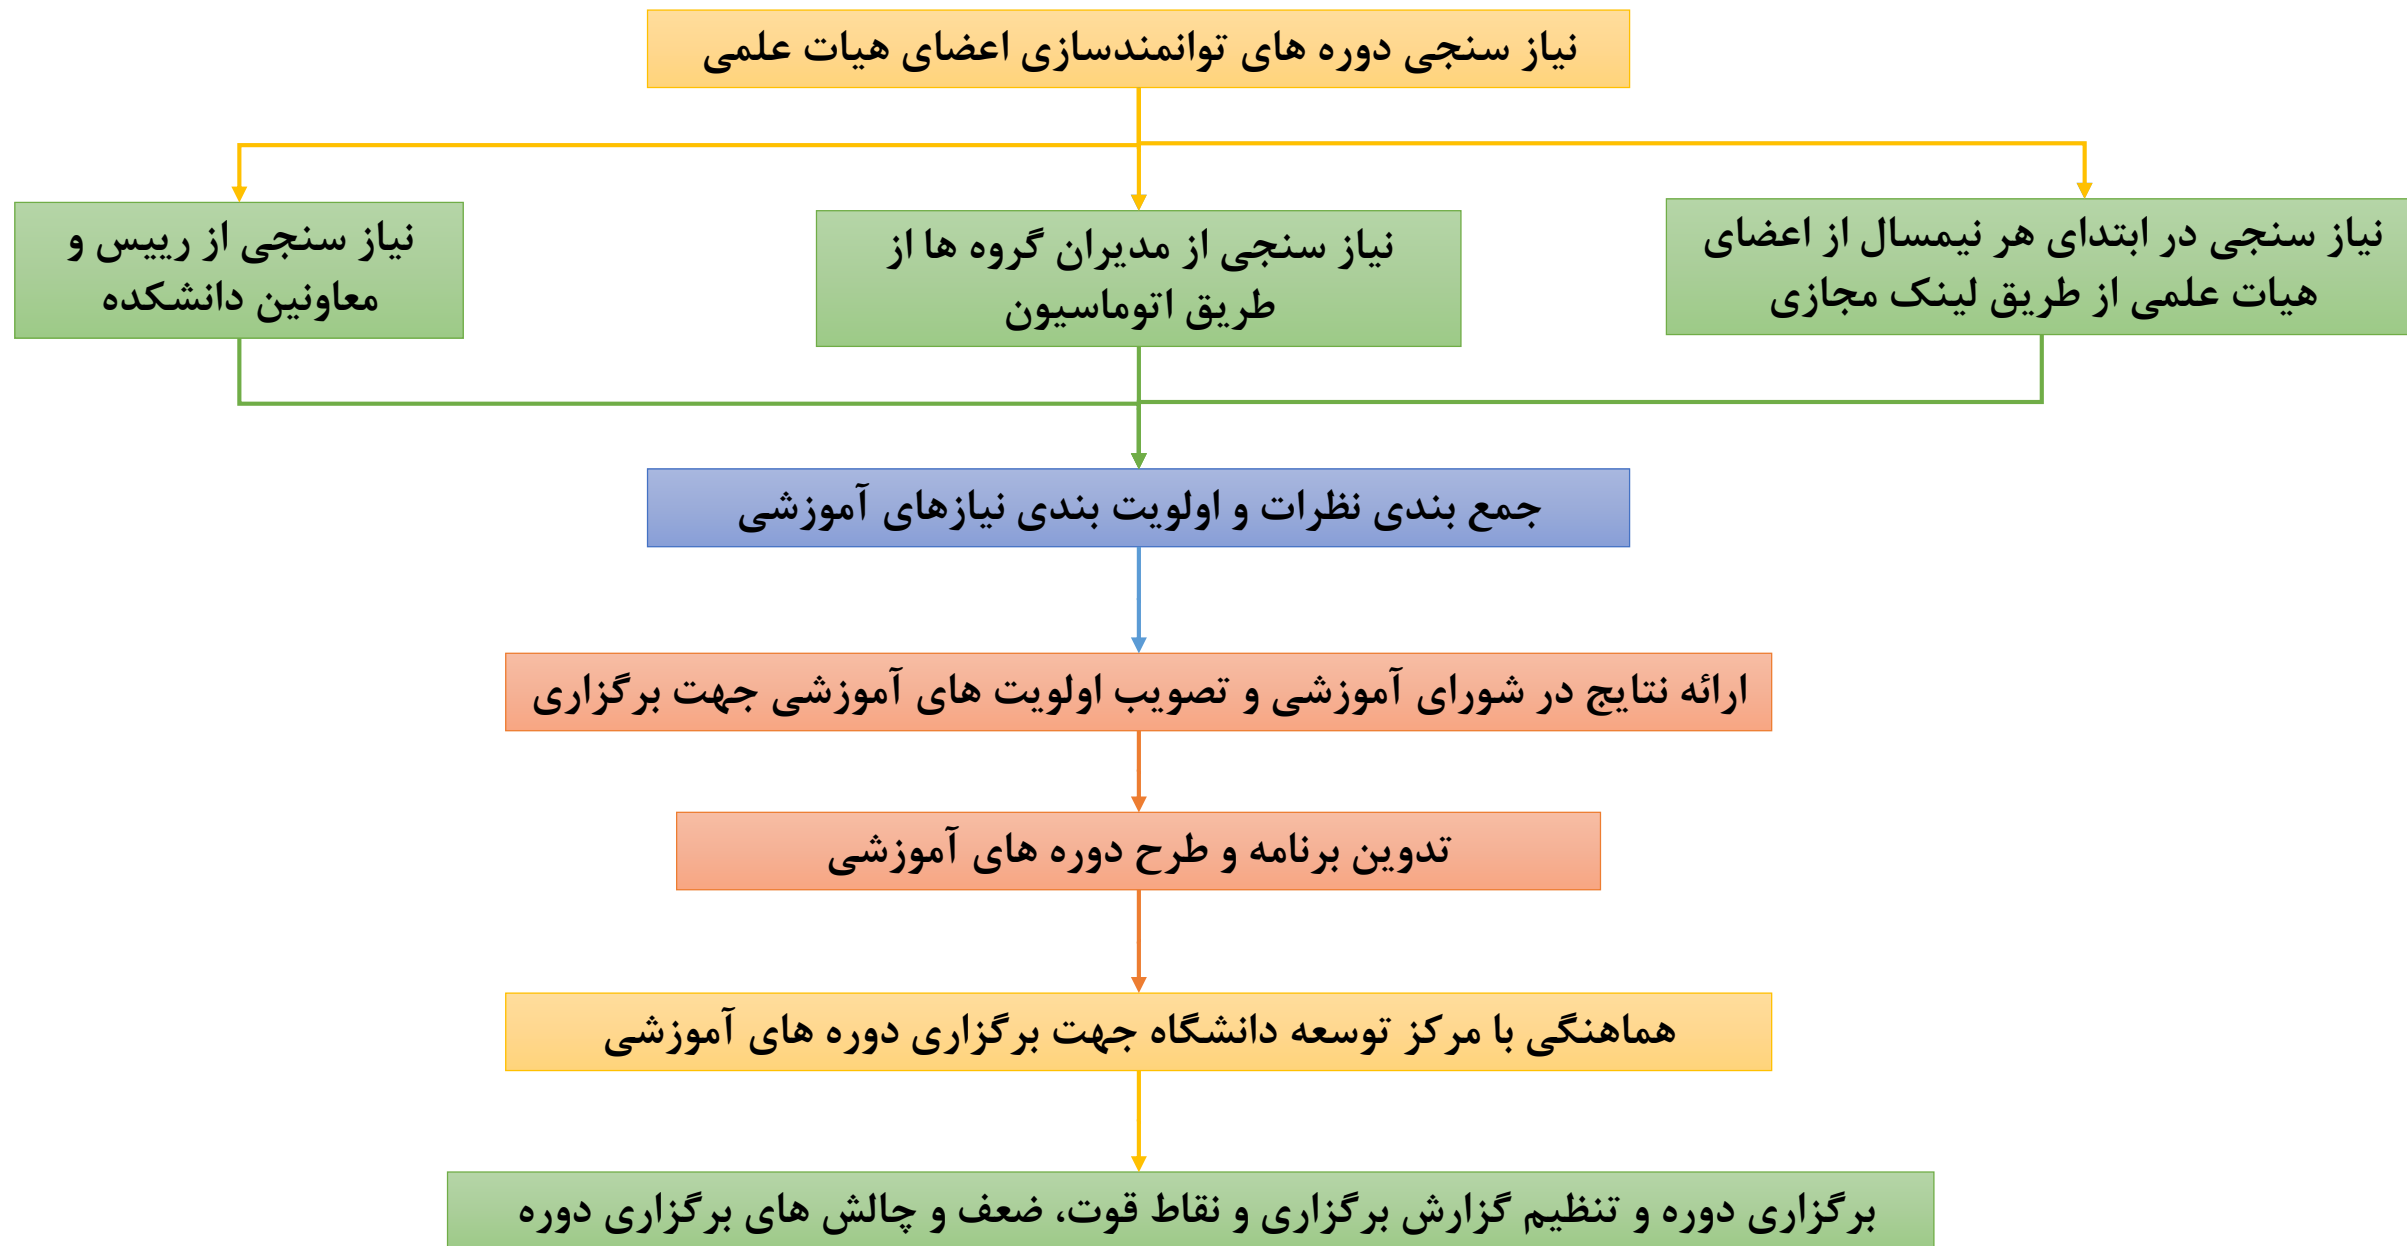 نیاز سنجی دوره های توانمندسازی اعضای هیات علمی
نیاز سنجی در ابتدای هر نیمسال از اعضای
هیات علمی از طریق لینک مجازی
نیاز سنجی از مدیران گروه ها از
طریق اتوماسیون
نیاز سنجی از رییس و
معاونین دانشکده
جمع بندی نظرات و اولویت بندی نیازهای آموزشی
ارائه نتایج در شورای آموزشی و تصویب اولویت های آموزشی جهت برگزاری
تدوین برنامه و طرح دوره های آموزشی
هماهنگی با مرکز توسعه دانشگاه جهت برگزاری دوره های آموزشی
برگزاری دوره و تنظیم گزارش برگزاری و نقاط قوت، ضعف و چالش های برگزاری دوره